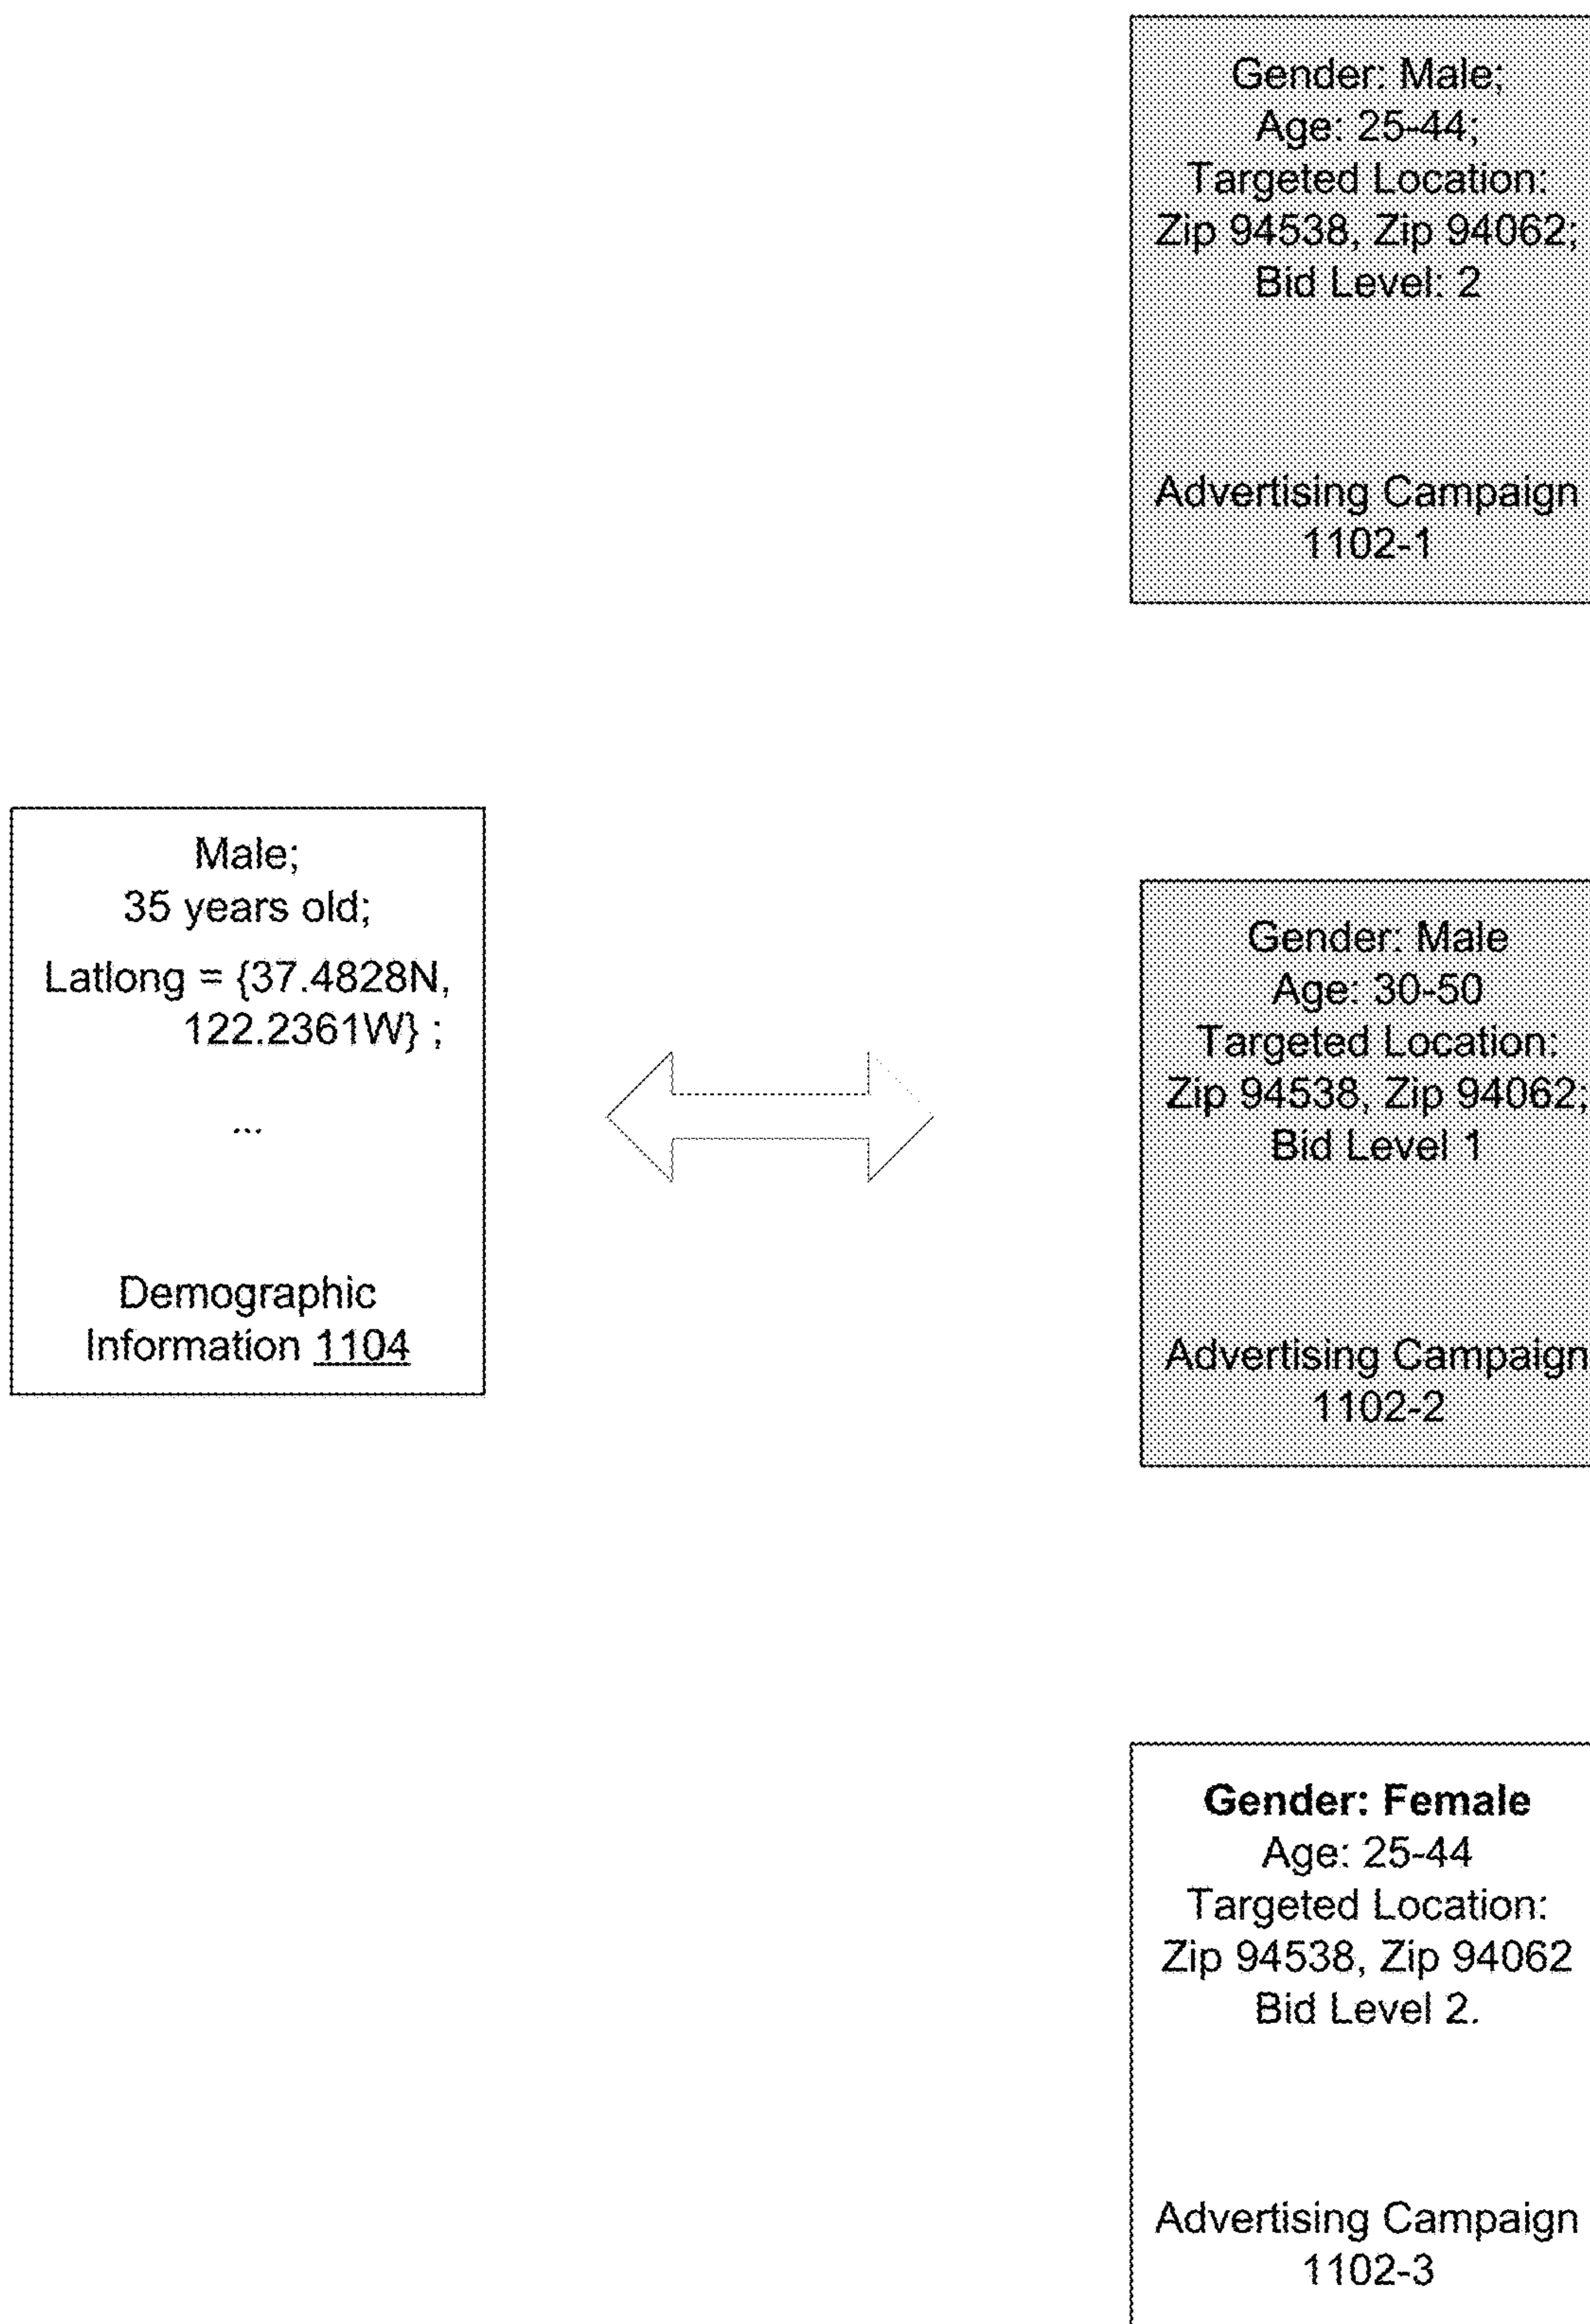 Gender: Male;
Age: 25-44;
Targeted Location:
Zip 94538, Zip 94062;
Bid Level: 2
Advertising Campaign
1102-1
Male;
35 years old;
Latlong = {37.4828N,
122.2361W} ;
...
Demographic
Information 1104
Gender: Male
Age: 30-50
Targeted Location:
Zip 94538, Zip 94062;
Bid Level 1
Advertising Campaign
1102-2
Gender: Female
Age: 25-44
Targeted Location:
Zip 94538, Zip 94062
Bid Level 2.
Advertising Campaign
1102-3